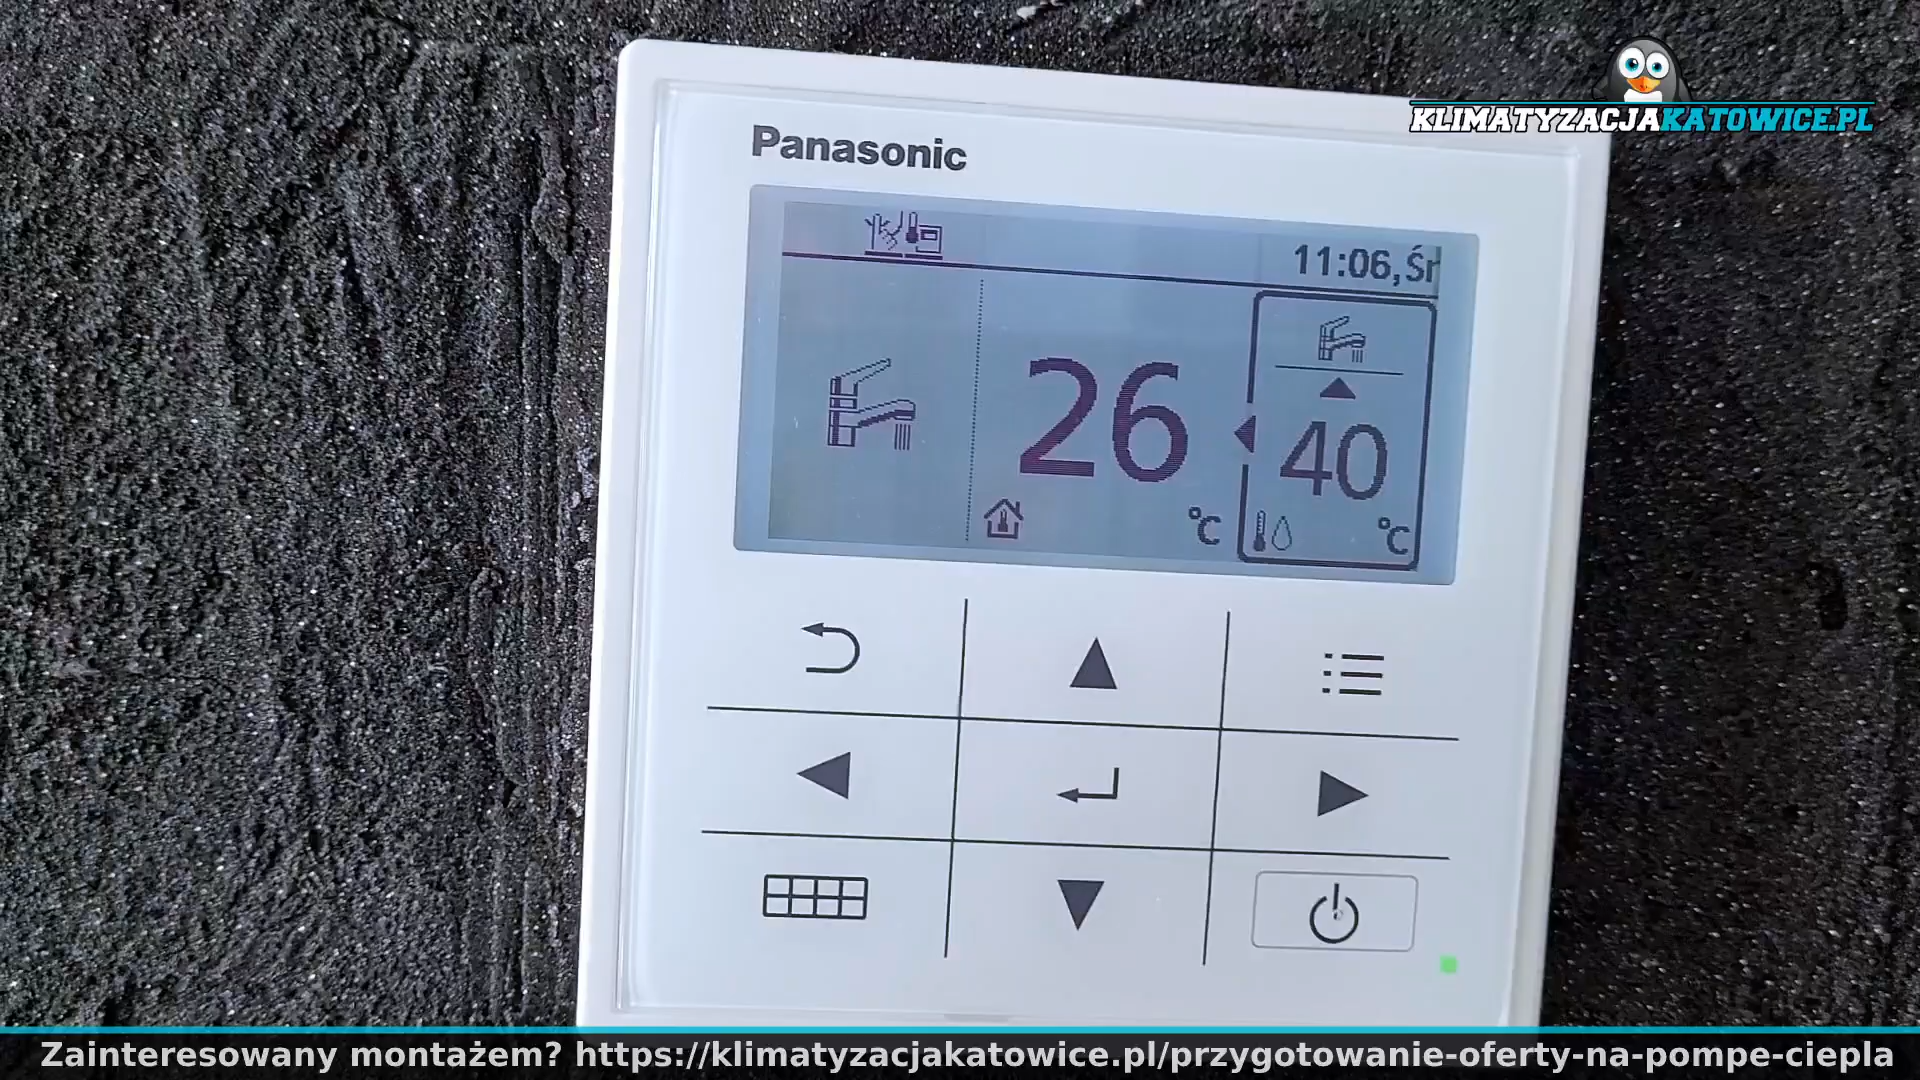 KLIMATYZACJAKATOWICE.PL
Panasonic
11:06,Śr
26 °C
40 °C
Zainteresowany montażem? https://klimatyzacjakatowice.pl/przygotowanie-oferty-na-pompe-ciepla